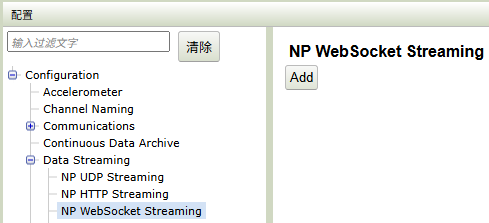 配置
输入过滤文字
清除
Configuration
Accelerometer
Channel Naming
Communications
Continuous Data Archive
Data Streaming
NP UDP Streaming
NP HTTP Streaming
NP WebSocket Streaming
NP WebSocket Streaming
Add